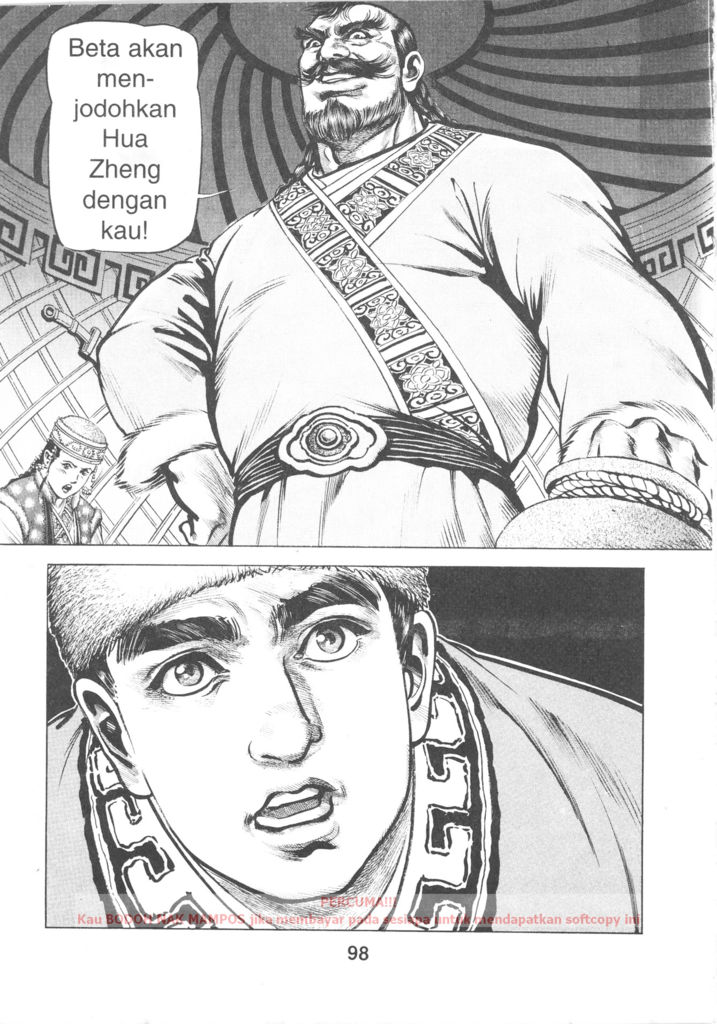 Beta akan
men-
jodohkan
Hua
Zheng
dengan
kau!
PERCUMA!!!
Kau BODOH NAK MAMPOS jika membayar pada sesiapa untuk mendapatkan softcopy ini
98